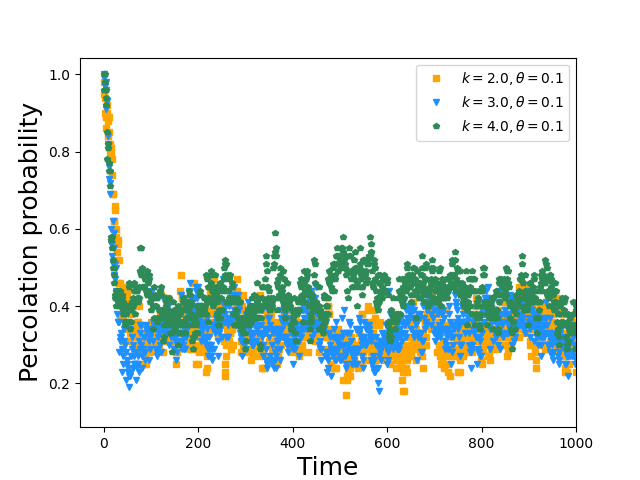 k = 2.0, θ = 0.1
k = 3.0, θ = 0.1
k = 4.0, θ = 0.1
Percolation probability
1.0
0.8
0.6
0.4
0.2
0 200 400 600 800 1000
Time